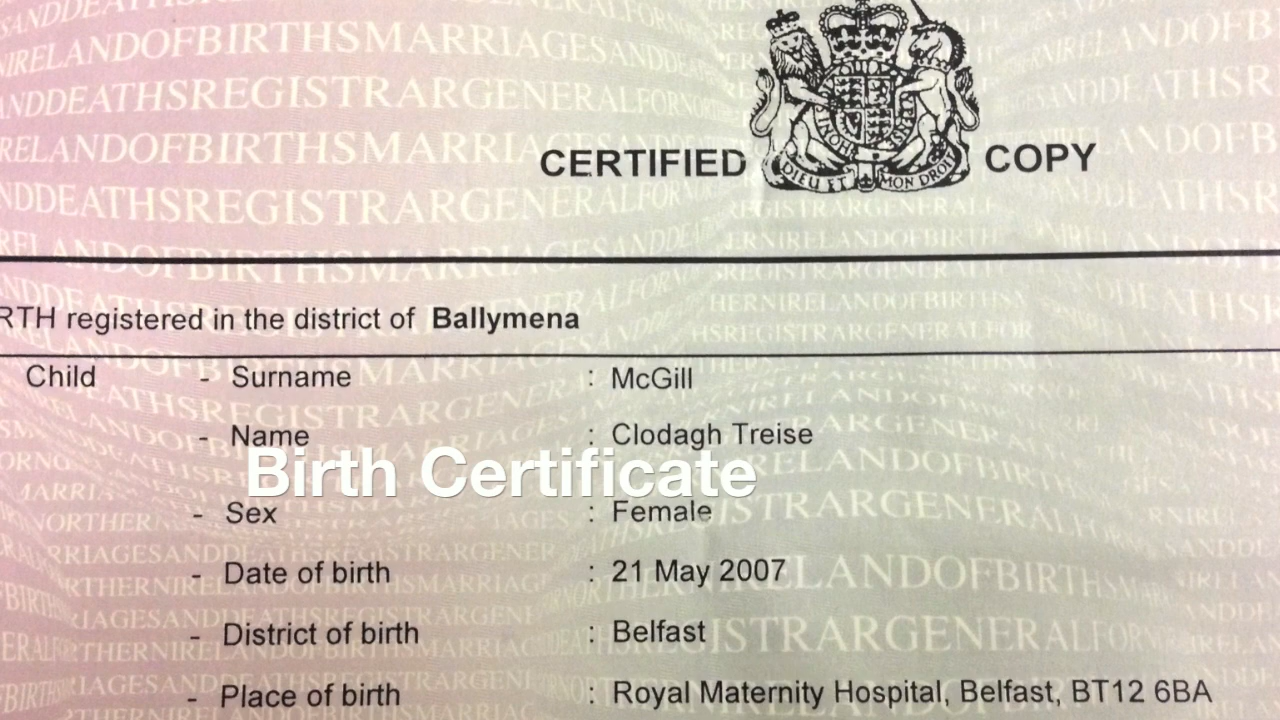 CERTIFIED COPY
DIEU ET MON DROIT
RTH registered in the district of Ballymena
Child - Surname : McGill
- Name : Clodagh Treise
Birth Certificate
- Sex : Female
- Date of birth : 21 May 2007
- District of birth : Belfast
- Place of birth : Royal Maternity Hospital, Belfast, BT12 6BA